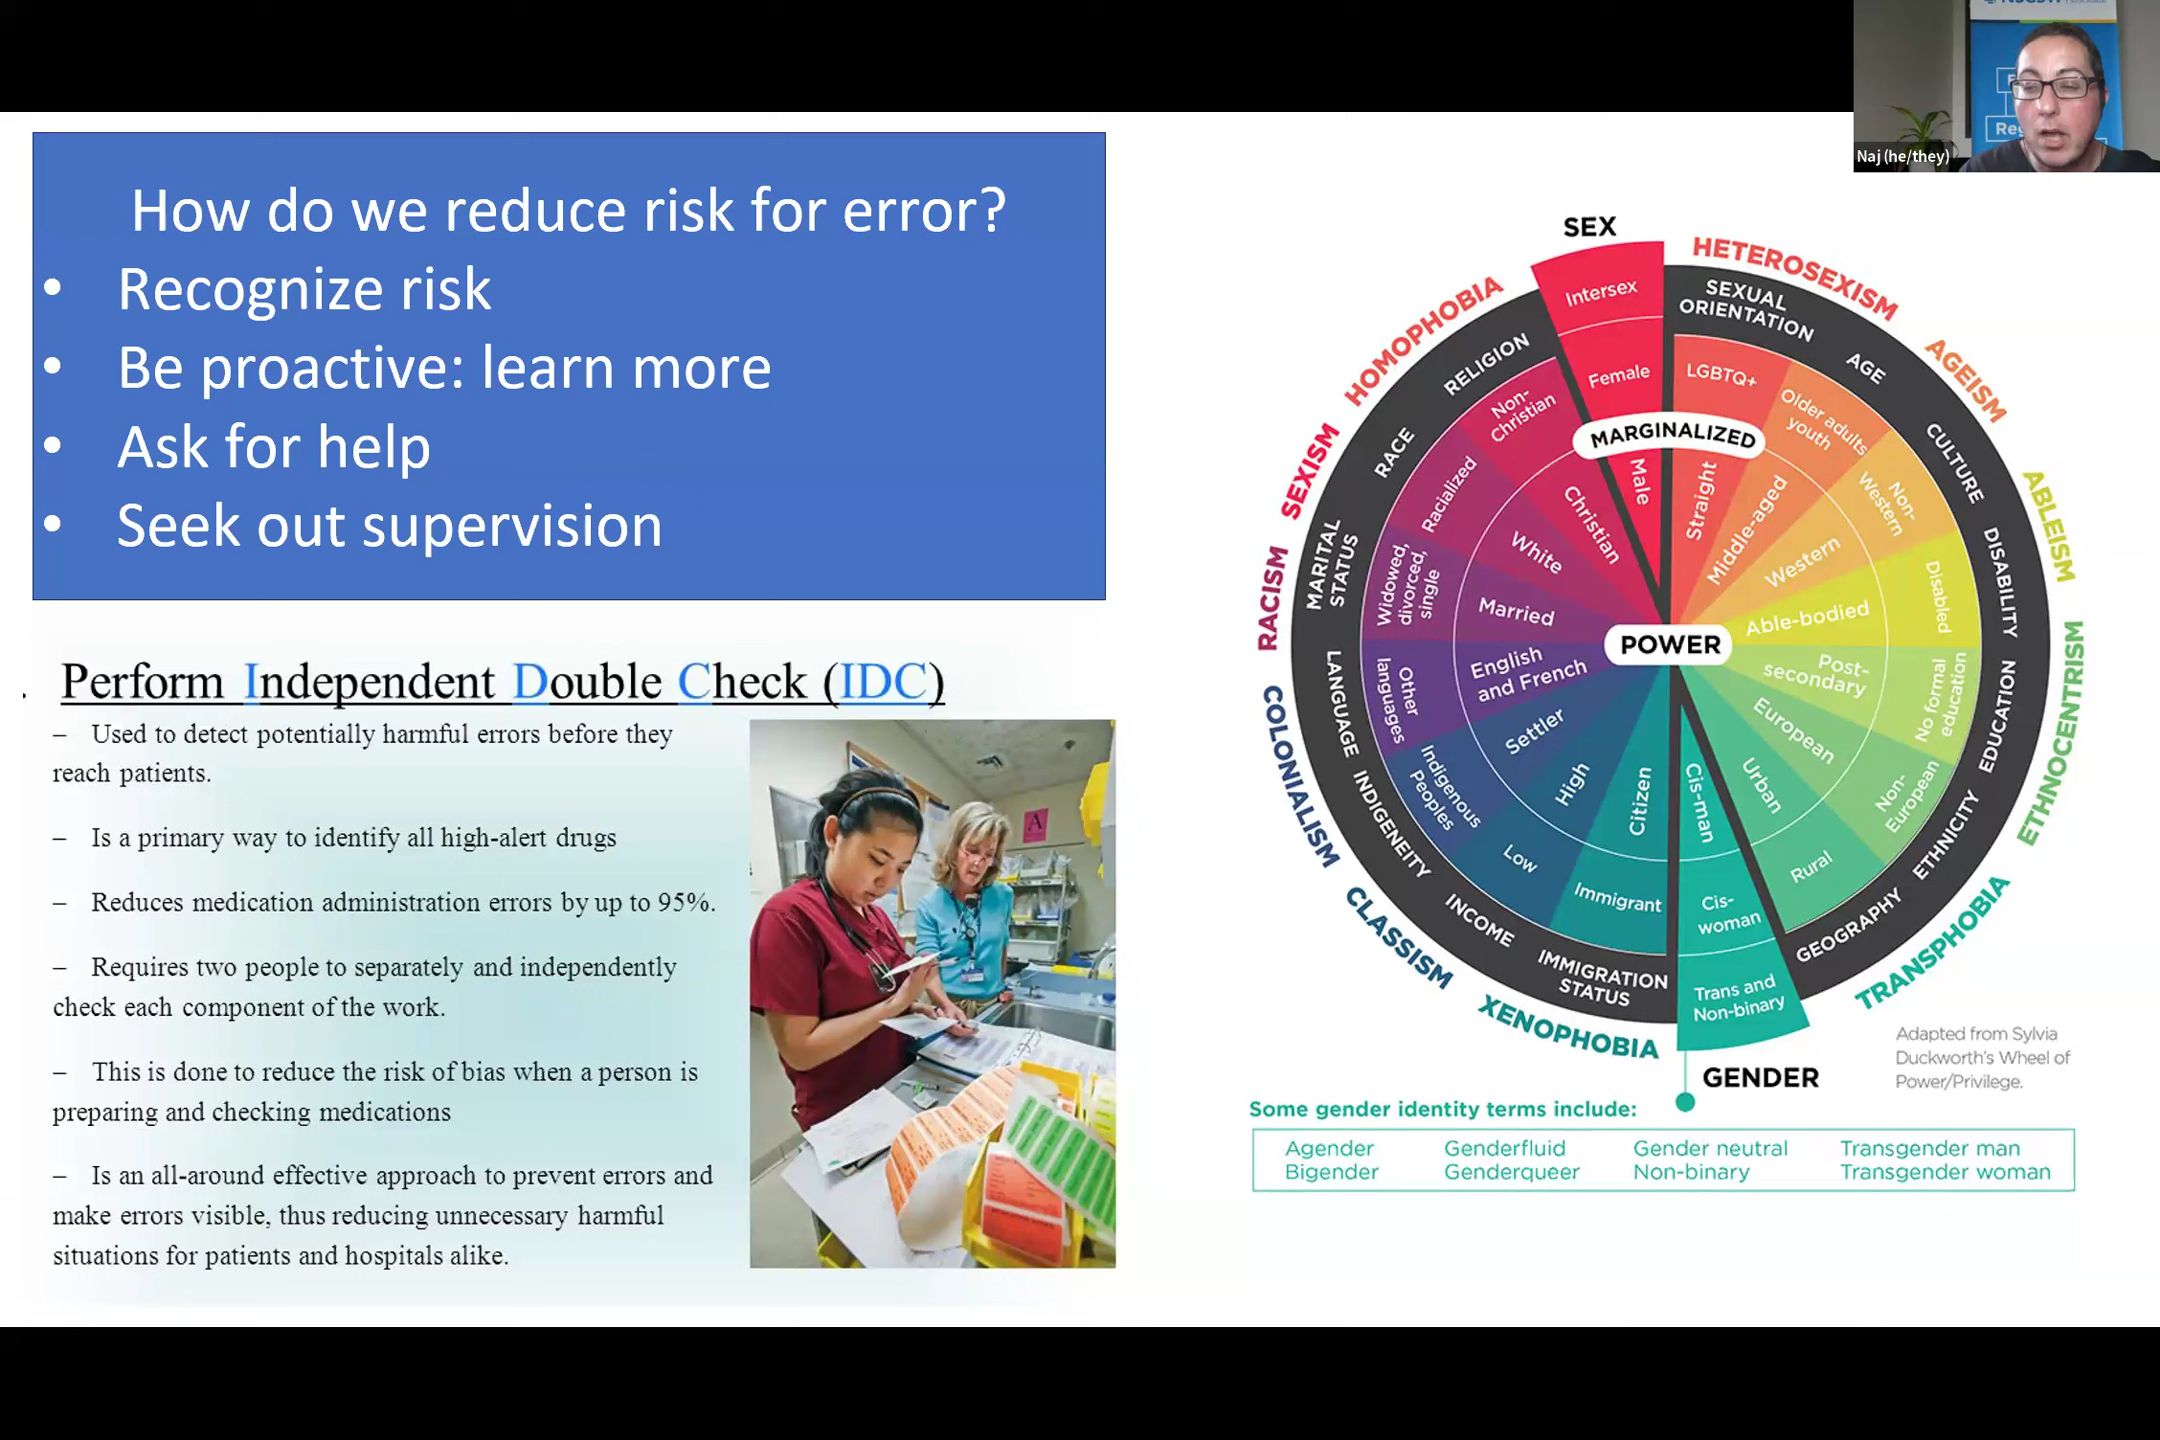 How do we reduce risk for error?
• Recognize risk
• Be proactive: learn more
• Ask for help
• Seek out supervision
Perform Independent Double Check (IDC)
– Used to detect potentially harmful errors before they
reach patients.
– Is a primary way to identify all high-alert drugs
– Reduces medication administration errors by up to 95%.
– Requires two people to separately and independently
check each component of the work.
– This is done to reduce the risk of bias when a person is
preparing and checking medications
– Is an all-around effective approach to prevent errors and
make errors visible, thus reducing unnecessary harmful
situations for patients and hospitals alike.
A
Naj (he/they)
SEX
HETEROSEXISM
AGEISM
ABLEISM
ETHNOCENTRISM
TRANSPHOBIA
XENOPHOBIA
CLASSISM
COLONIALISM
RACISM
SEXISM
HOMOPHOBIA
SEXUAL
ORIENTATION
AGE
CULTURE
DISABILITY
EDUCATION
ETHNICITY
GEOGRAPHY
IMMIGRATION
STATUS
INCOME
INDIGENEITY
LANGUAGE
MARITAL
STATUS
RACE
RELIGION
Intersex
Female
Male
MARGINALIZED
LGBTQ+
Straight
Older adults
youth
Middle-aged
Non-
Western
Western
Disabled
Able-bodied
No formal
education
Post-
secondary
Non-
European
European
Rural
Urban
Cis-man
Cis-
woman
Trans and
Non-binary
Immigrant
Citizen
Low
High
Indigenous
Peoples
Settler
Other
languages
English
and French
Widowed,
divorced,
single
Married
Racialized
White
Non-
Christian
Christian
POWER
GENDER
Adapted from Sylvia
Duckworth's Wheel of
Power/Privilege.
Some gender identity terms include:
Agender Genderfluid Gender neutral Transgender man
Bigender Genderqueer Non-binary Transgender woman